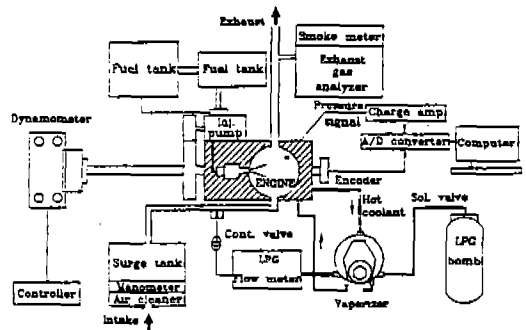 Exhaust
Smoke meter
Exhaust
gas
analyzer
Fuel tank
Fuel tank
Pressure
signal
Charge amp
Dynamometer
Inj.
pump
A/D converter
Computer
ENGINE
Encoder
Hot
coolant
Sol. valve
Cont. valve
LPG
bomb
Surge tank
LPG
Flow meter
Manometer
Air cleaner
Vaporizer
Controller
Intake